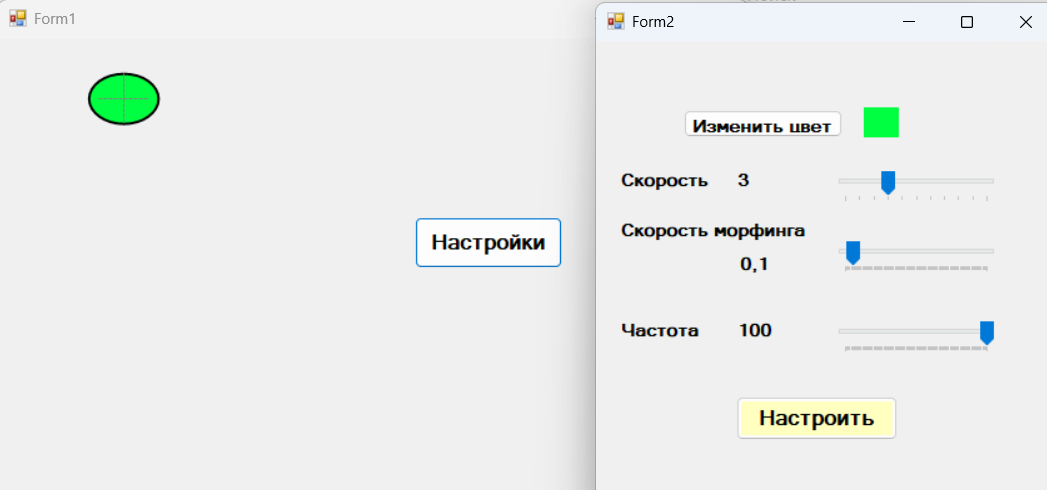 Form1
Form2
Изменить цвет
Скорость 3
Скорость морфинга
0,1
Настройки
Частота 100
Настроить